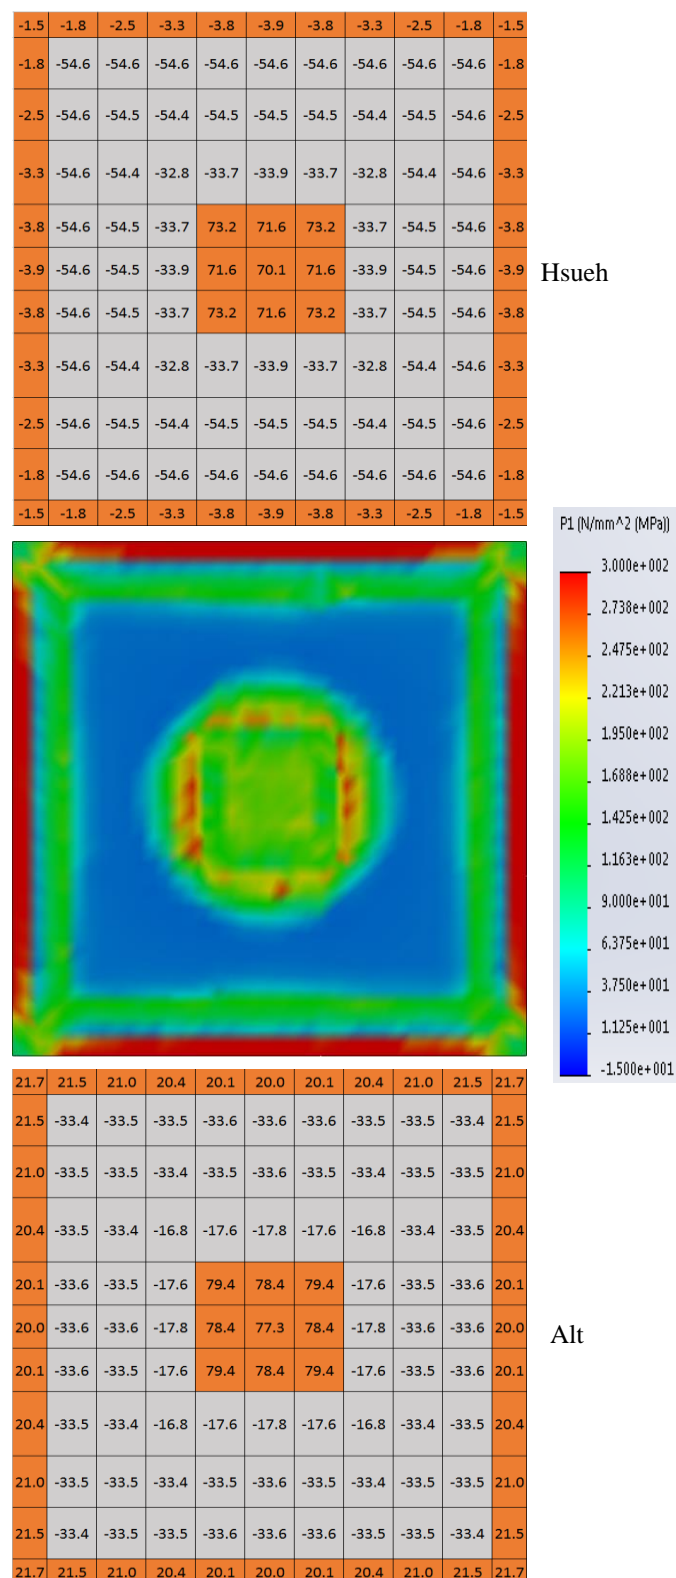 -1.5 -1.8 -2.5 -3.3 -3.8 -3.9 -3.8 -3.3 -2.5 -1.8 -1.5
-1.8 -54.6 -54.6 -54.6 -54.6 -54.6 -54.6 -54.6 -54.6 -54.6 -1.8
-2.5 -54.6 -54.5 -54.4 -54.5 -54.5 -54.5 -54.4 -54.5 -54.6 -2.5
-3.3 -54.6 -54.4 -32.8 -33.7 -33.9 -33.7 -32.8 -54.4 -54.6 -3.3
-3.8 -54.6 -54.5 -33.7 73.2 71.6 73.2 -33.7 -54.5 -54.6 -3.8
-3.9 -54.6 -54.5 -33.9 71.6 70.1 71.6 -33.9 -54.5 -54.6 -3.9
Hsueh
-3.8 -54.6 -54.5 -33.7 73.2 71.6 73.2 -33.7 -54.5 -54.6 -3.8
-3.3 -54.6 -54.4 -32.8 -33.7 -33.9 -33.7 -32.8 -54.4 -54.6 -3.3
-2.5 -54.6 -54.5 -54.4 -54.5 -54.5 -54.5 -54.4 -54.5 -54.6 -2.5
-1.8 -54.6 -54.6 -54.6 -54.6 -54.6 -54.6 -54.6 -54.6 -54.6 -1.8
-1.5 -1.8 -2.5 -3.3 -3.8 -3.9 -3.8 -3.3 -2.5 -1.8 -1.5
P1 (N/mm^2 (MPa))
3.000e+002
2.738e+002
2.475e+002
2.213e+002
1.950e+002
1.688e+002
1.425e+002
1.163e+002
9.000e+001
6.375e+001
3.750e+001
1.125e+001
-1.500e+001
21.7 21.5 21.0 20.4 20.1 20.0 20.1 20.4 21.0 21.5 21.7
21.5 -33.4 -33.5 -33.5 -33.6 -33.6 -33.6 -33.5 -33.5 -33.4 21.5
21.0 -33.5 -33.5 -33.4 -33.5 -33.6 -33.5 -33.4 -33.5 -33.5 21.0
20.4 -33.5 -33.4 -16.8 -17.6 -17.8 -17.6 -16.8 -33.4 -33.5 20.4
20.1 -33.6 -33.5 -17.6 79.4 78.4 79.4 -17.6 -33.5 -33.6 20.1
20.0 -33.6 -33.6 -17.8 78.4 77.3 78.4 -17.8 -33.6 -33.6 20.0
Alt
20.1 -33.6 -33.5 -17.6 79.4 78.4 79.4 -17.6 -33.5 -33.6 20.1
20.4 -33.5 -33.4 -16.8 -17.6 -17.8 -17.6 -16.8 -33.4 -33.5 20.4
21.0 -33.5 -33.5 -33.4 -33.5 -33.6 -33.5 -33.4 -33.5 -33.5 21.0
21.5 -33.4 -33.5 -33.5 -33.6 -33.6 -33.6 -33.5 -33.5 -33.4 21.5
21.7 21.5 21.0 20.4 20.1 20.0 20.1 20.4 21.0 21.5 21.7